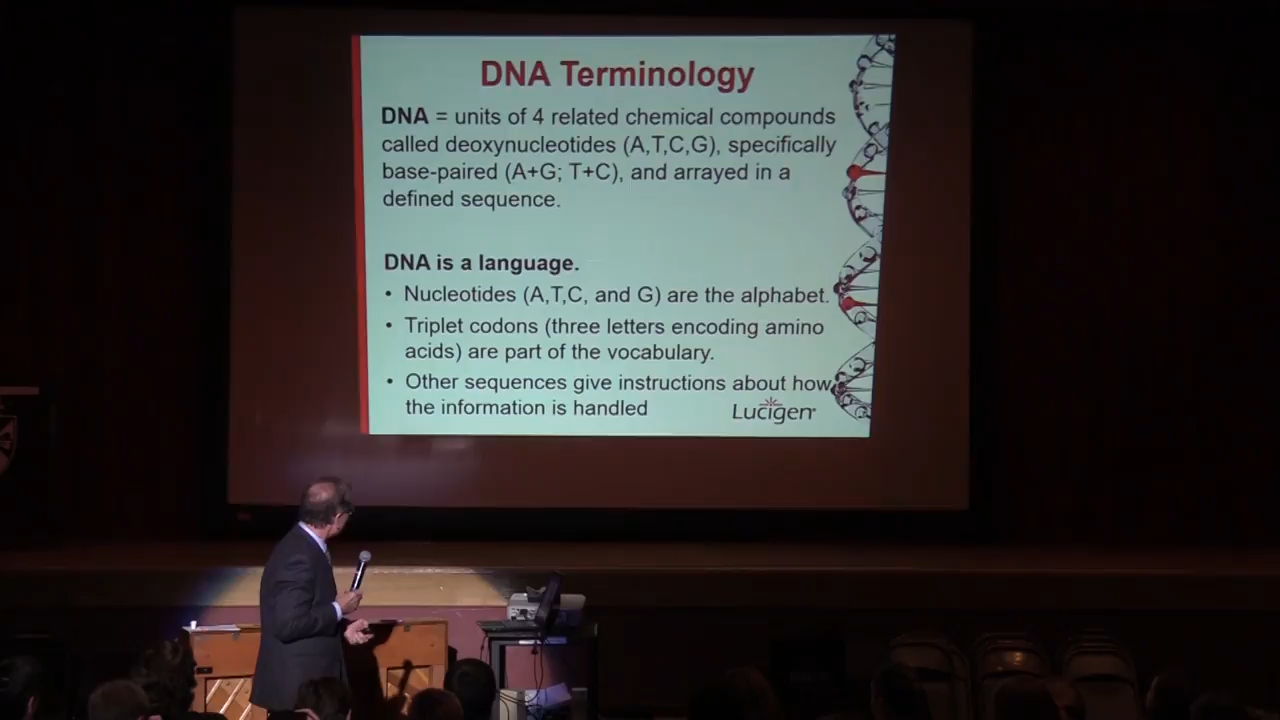 DNA Terminology
DNA = units of 4 related chemical compounds
called deoxynucleotides (A,T,C,G), specifically
base-paired (A+G; T+C), and arrayed in a
defined sequence.
DNA is a language.
• Nucleotides (A,T,C, and G) are the alphabet.
• Triplet codons (three letters encoding amino
acids) are part of the vocabulary.
• Other sequences give instructions about how
the information is handled
Lucigen